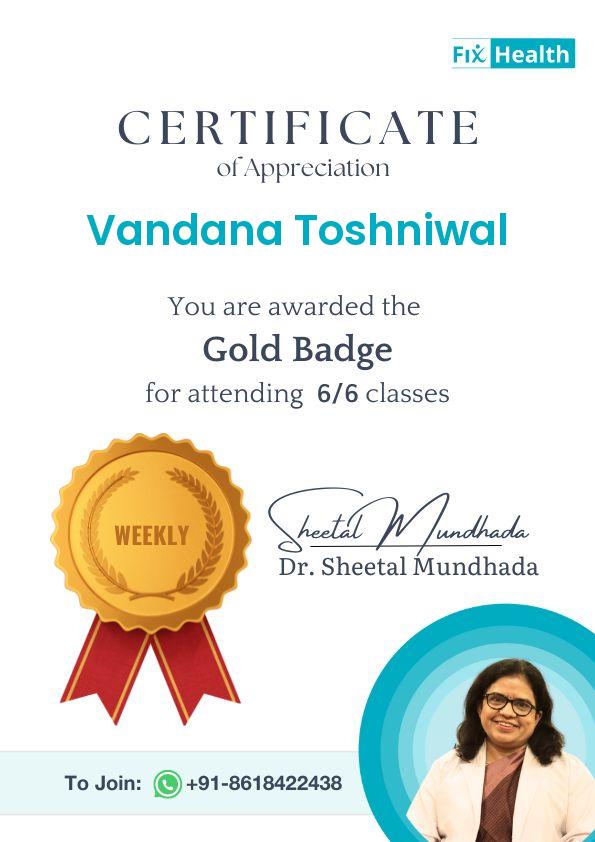 Fix Health
CERTIFICATE
of Appreciation
Vandana Toshniwal
You are awarded the
Gold Badge
for attending 6/6 classes
WEEKLY
Sheetal Mundhada
Dr. Sheetal Mundhada
To Join: +91-8618422438